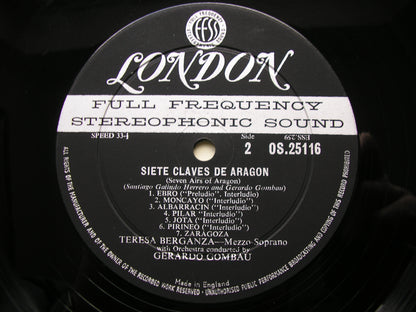 FFSS
LONDON
FULL FREQUENCY
STEREOPHONIC SOUND
SPEED 33⅓
Side
2
ESS.299
OS.25116
SIETE CLAVES DE ARAGON
(Seven Airs of Aragon)
(Santiago Galindo Herrero and Gerardo Gombau)
1. EBRO ("Preludio". Interludio)
2. MONCAYO ("Interludio")
3. ALBARRACIN ("Interludio")
4. PILAR ("Interludio")
5. JOTA ("Interludio")
6. PIRINEO ("Interludio")
7. ZARAGOZA
TERESA BERGANZA—Mezzo Soprano
with Orchestra conducted by
GERARDO GOMBAU
Made in England
ALL RIGHTS OF THE MANUFACTURER AND OF THE OWNER OF THE RECORDED WORK RESERVED · UNAUTHORISED PUBLIC PERFORMANCE BROADCASTING AND COPYING OF THIS RECORD PROHIBITED